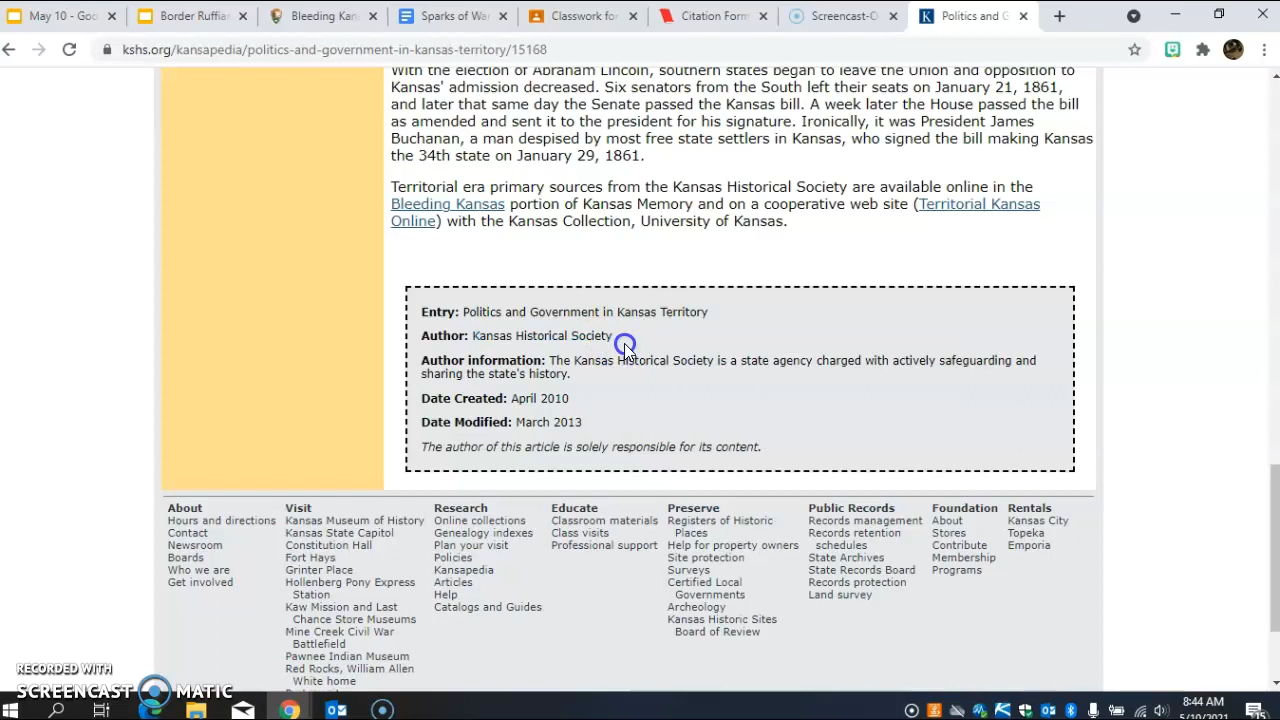 May 10 - Goo
Border Ruffia
Bleeding Kan
Sparks of Wa
Classwork for
Citation Form
Screencast-O
Politics and G
kshs.org/kansapedia/politics-and-government-in-kansas-territory/15168
With the election of Abraham Lincoln, southern states began to leave the Union and opposition to
Kansas' admission decreased. Six senators from the South left their seats on January 21, 1861,
and later that same day the Senate passed the Kansas bill. A week later the House passed the bill
as amended and sent it to the president for his signature. Ironically, it was President James
Buchanan, a man despised by most free state settlers in Kansas, who signed the bill making Kansas
the 34th state on January 29, 1861.
Territorial era primary sources from the Kansas Historical Society are available online in the
Bleeding Kansas portion of Kansas Memory and on a cooperative web site (Territorial Kansas
Online) with the Kansas Collection, University of Kansas.
Entry: Politics and Government in Kansas Territory
Author: Kansas Historical Society
Author information: The Kansas Historical Society is a state agency charged with actively safeguarding and
sharing the state's history.
Date Created: April 2010
Date Modified: March 2013
The author of this article is solely responsible for its content.
About
Hours and directions
Contact
Newsroom
Boards
Who we are
Get involved
Visit
Kansas Museum of History
Kansas State Capitol
Constitution Hall
Fort Hays
Grinter Place
Hollenberg Pony Express
Station
Kaw Mission and Last
Chance Store Museums
Mine Creek Civil War
Battlefield
Pawnee Indian Museum
Red Rocks, William Allen
White home
Research
Online collections
Genealogy indexes
Plan your visit
Policies
Kansapedia
Articles
Help
Catalogs and Guides
Educate
Classroom materials
Class visits
Professional support
Preserve
Registers of Historic
Places
Help for property owners
Site protection
Surveys
Certified Local
Governments
Archeology
Kansas Historic Sites
Board of Review
Public Records
Records management
Records retention
schedules
State Archives
State Records Board
Records protection
Land survey
Foundation
About
Stores
Contribute
Membership
Programs
Rentals
Kansas City
Topeka
Emporia
RECORDED WITH
SCREENCAST MATIC
8:44 AM
5/10/2021